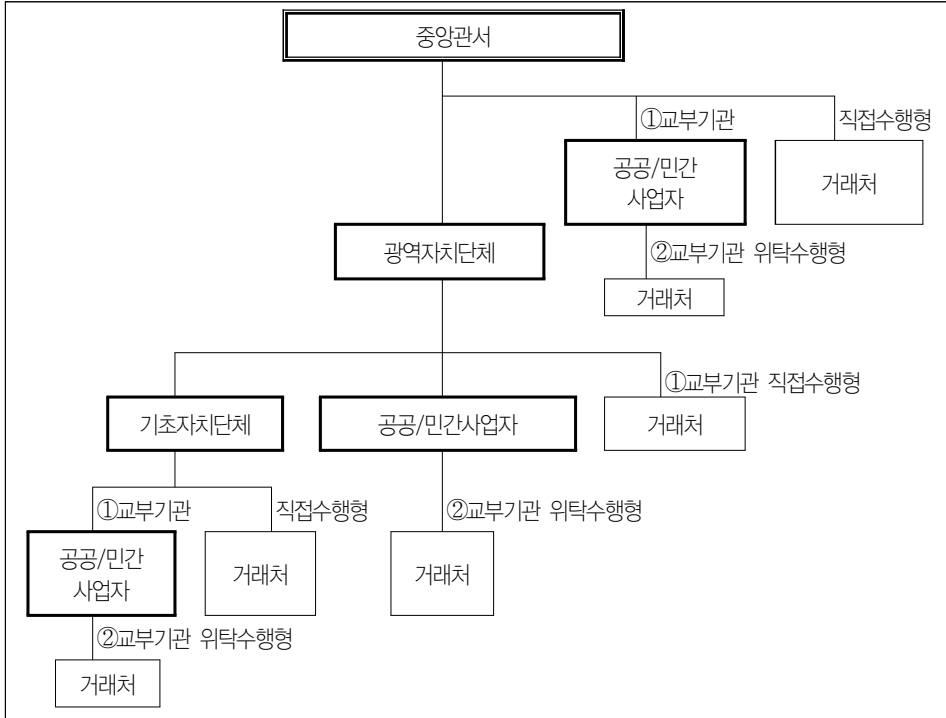 중앙관서
①교부기관 직접수행형
공공/민간
사업자
거래처
②교부기관 위탁수행형
거래처
광역자치단체
①교부기관 직접수행형
기초자치단체
공공/민간사업자
거래처
①교부기관 직접수행형
②교부기관 위탁수행형
공공/민간
사업자
거래처
거래처
②교부기관 위탁수행형
거래처